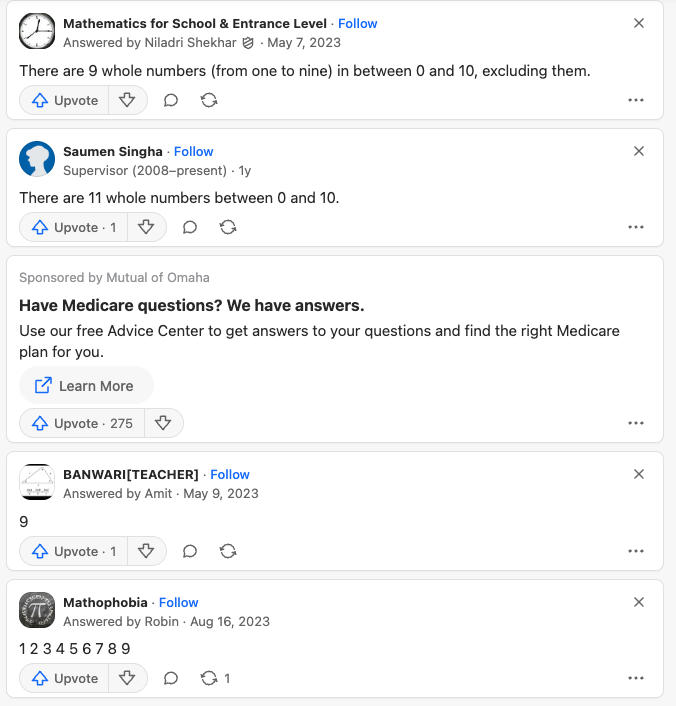 Mathematics for School & Entrance Level · Follow
Answered by Niladri Shekhar · May 7, 2023
There are 9 whole numbers (from one to nine) in between 0 and 10, excluding them.
Upvote
Saumen Singha · Follow
Supervisor (2008–present) · 1y
There are 11 whole numbers between 0 and 10.
Upvote · 1
Sponsored by Mutual of Omaha
Have Medicare questions? We have answers.
Use our free Advice Center to get answers to your questions and find the right Medicare
plan for you.
Learn More
Upvote · 275
BANWARI[TEACHER] · Follow
Answered by Amit · May 9, 2023
9
Upvote · 1
Mathophobia · Follow
Answered by Robin · Aug 16, 2023
1 2 3 4 5 6 7 8 9
Upvote 1